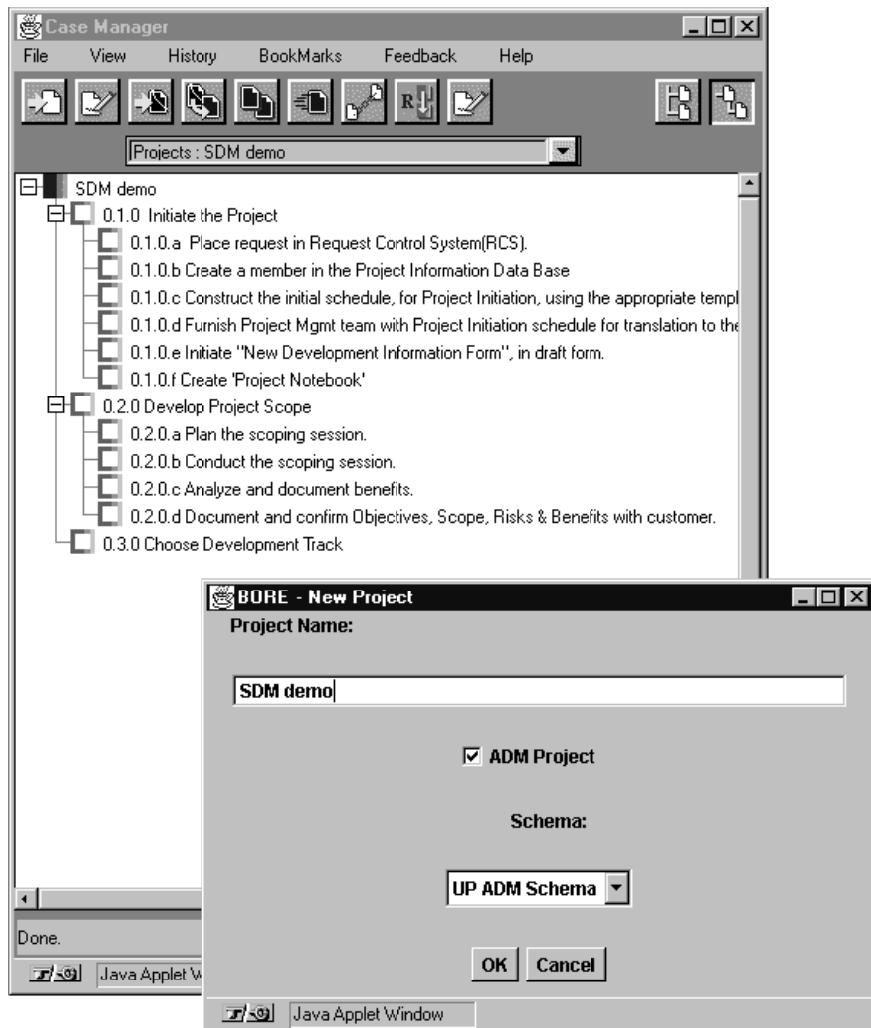 Case Manager
File View History BookMarks Feedback Help
R
Projects : SDM demo
SDM demo
0.1.0 Initiate the Project
0.1.0.a Place request in Request Control System(RCS).
0.1.0.b Create a member in the Project Information Data Base
0.1.0.c Construct the initial schedule, for Project Initiation, using the appropriate templ
0.1.0.d Furnish Project Mgmt team with Project Initiation schedule for translation to the
0.1.0.e Initiate "New Development Information Form", in draft form.
0.1.0.f Create 'Project Notebook'
0.2.0 Develop Project Scope
0.2.0.a Plan the scoping session.
0.2.0.b Conduct the scoping session.
0.2.0.c Analyze and document benefits.
0.2.0.d Document and confirm Objectives, Scope, Risks & Benefits with customer.
0.3.0 Choose Development Track
Done.
Java Applet W
BORE - New Project
Project Name:
SDM demo
ADM Project
Schema:
UP ADM Schema
OK Cancel
Java Applet Window